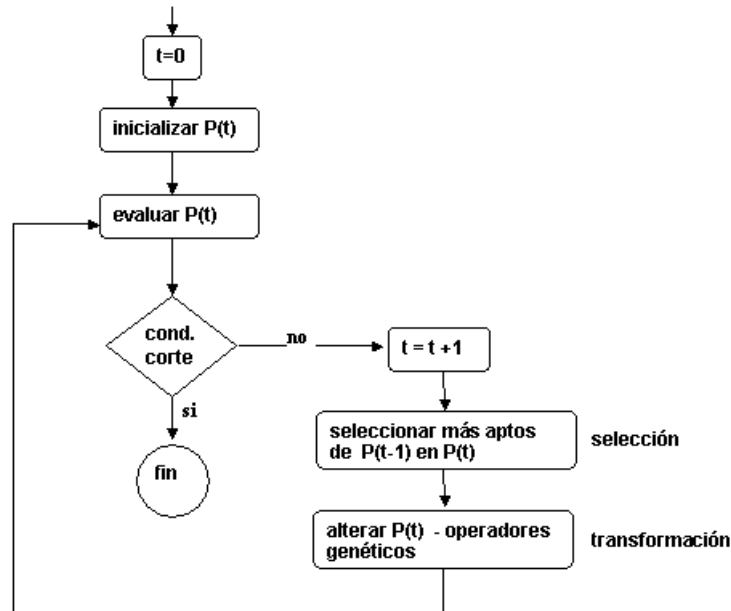 t=0
inicializar P(t)
evaluar P(t)
cond.
corte
no
t = t +1
si
seleccionar más aptos
de P(t-1) en P(t)
selección
fin
alterar P(t) - operadores
genéticos
transformación